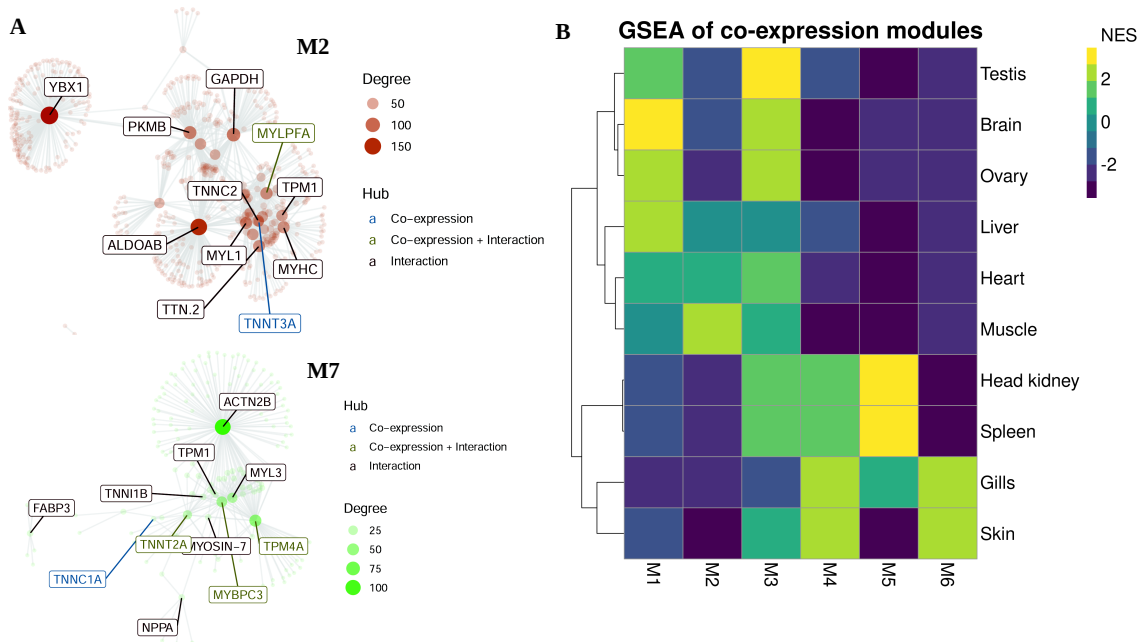 A
M2
YBX1
GAPDH
PKMB
MYLPFA
TNNC2
TPM1
ALDOAB
MYL1
MYHC
TTN.2
TNNT3A
Degree
50
100
150
Hub
a Co-expression
a Co-expression + Interaction
a Interaction
M7
ACTN2B
TPM1
MYL3
TNNI1B
FABP3
TNNT2A
MYOSIN-7
TPM4A
TNNC1A
MYBPC3
NPPA
Hub
a Co-expression
a Co-expression + Interaction
a Interaction
Degree
25
50
75
100
B
GSEA of co-expression modules
NES
2
0
-2
Testis
Brain
Ovary
Liver
Heart
Muscle
Head kidney
Spleen
Gills
Skin
M1
M2
M3
M4
M5
M6